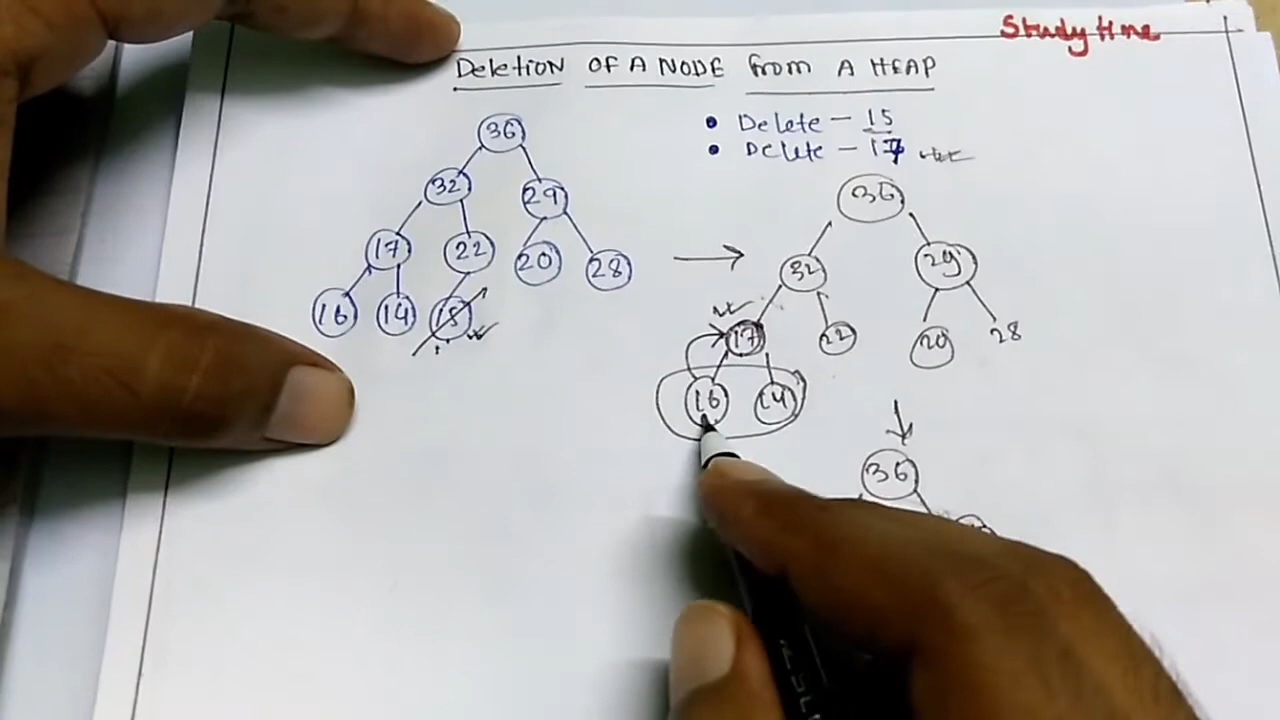 Study time
Deletion OF A NODE from A HEAP
• Delete - 15
• Delete - 17
36
32 29
17 22 20 28
16 14 15
36
32 29
17 22 20 28
16 14
36